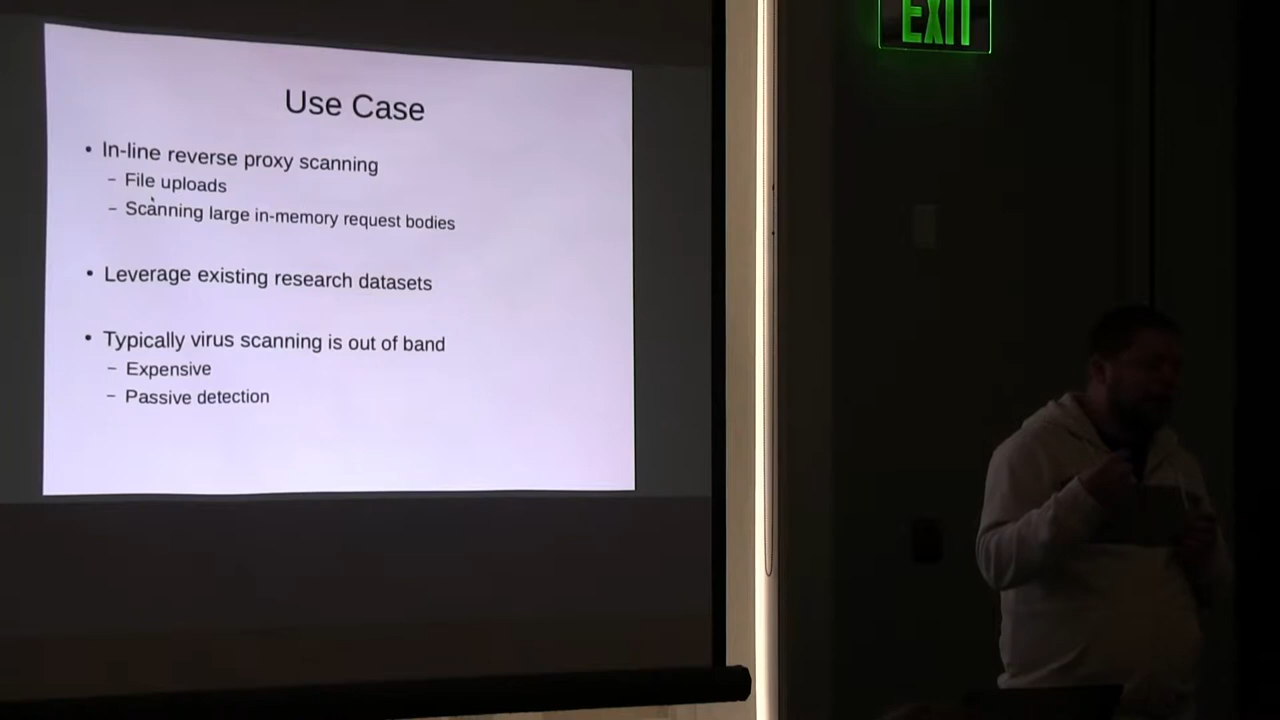 EXIT
Use Case
• In-line reverse proxy scanning
– File uploads
– Scanning large in-memory request bodies
• Leverage existing research datasets
• Typically virus scanning is out of band
– Expensive
– Passive detection